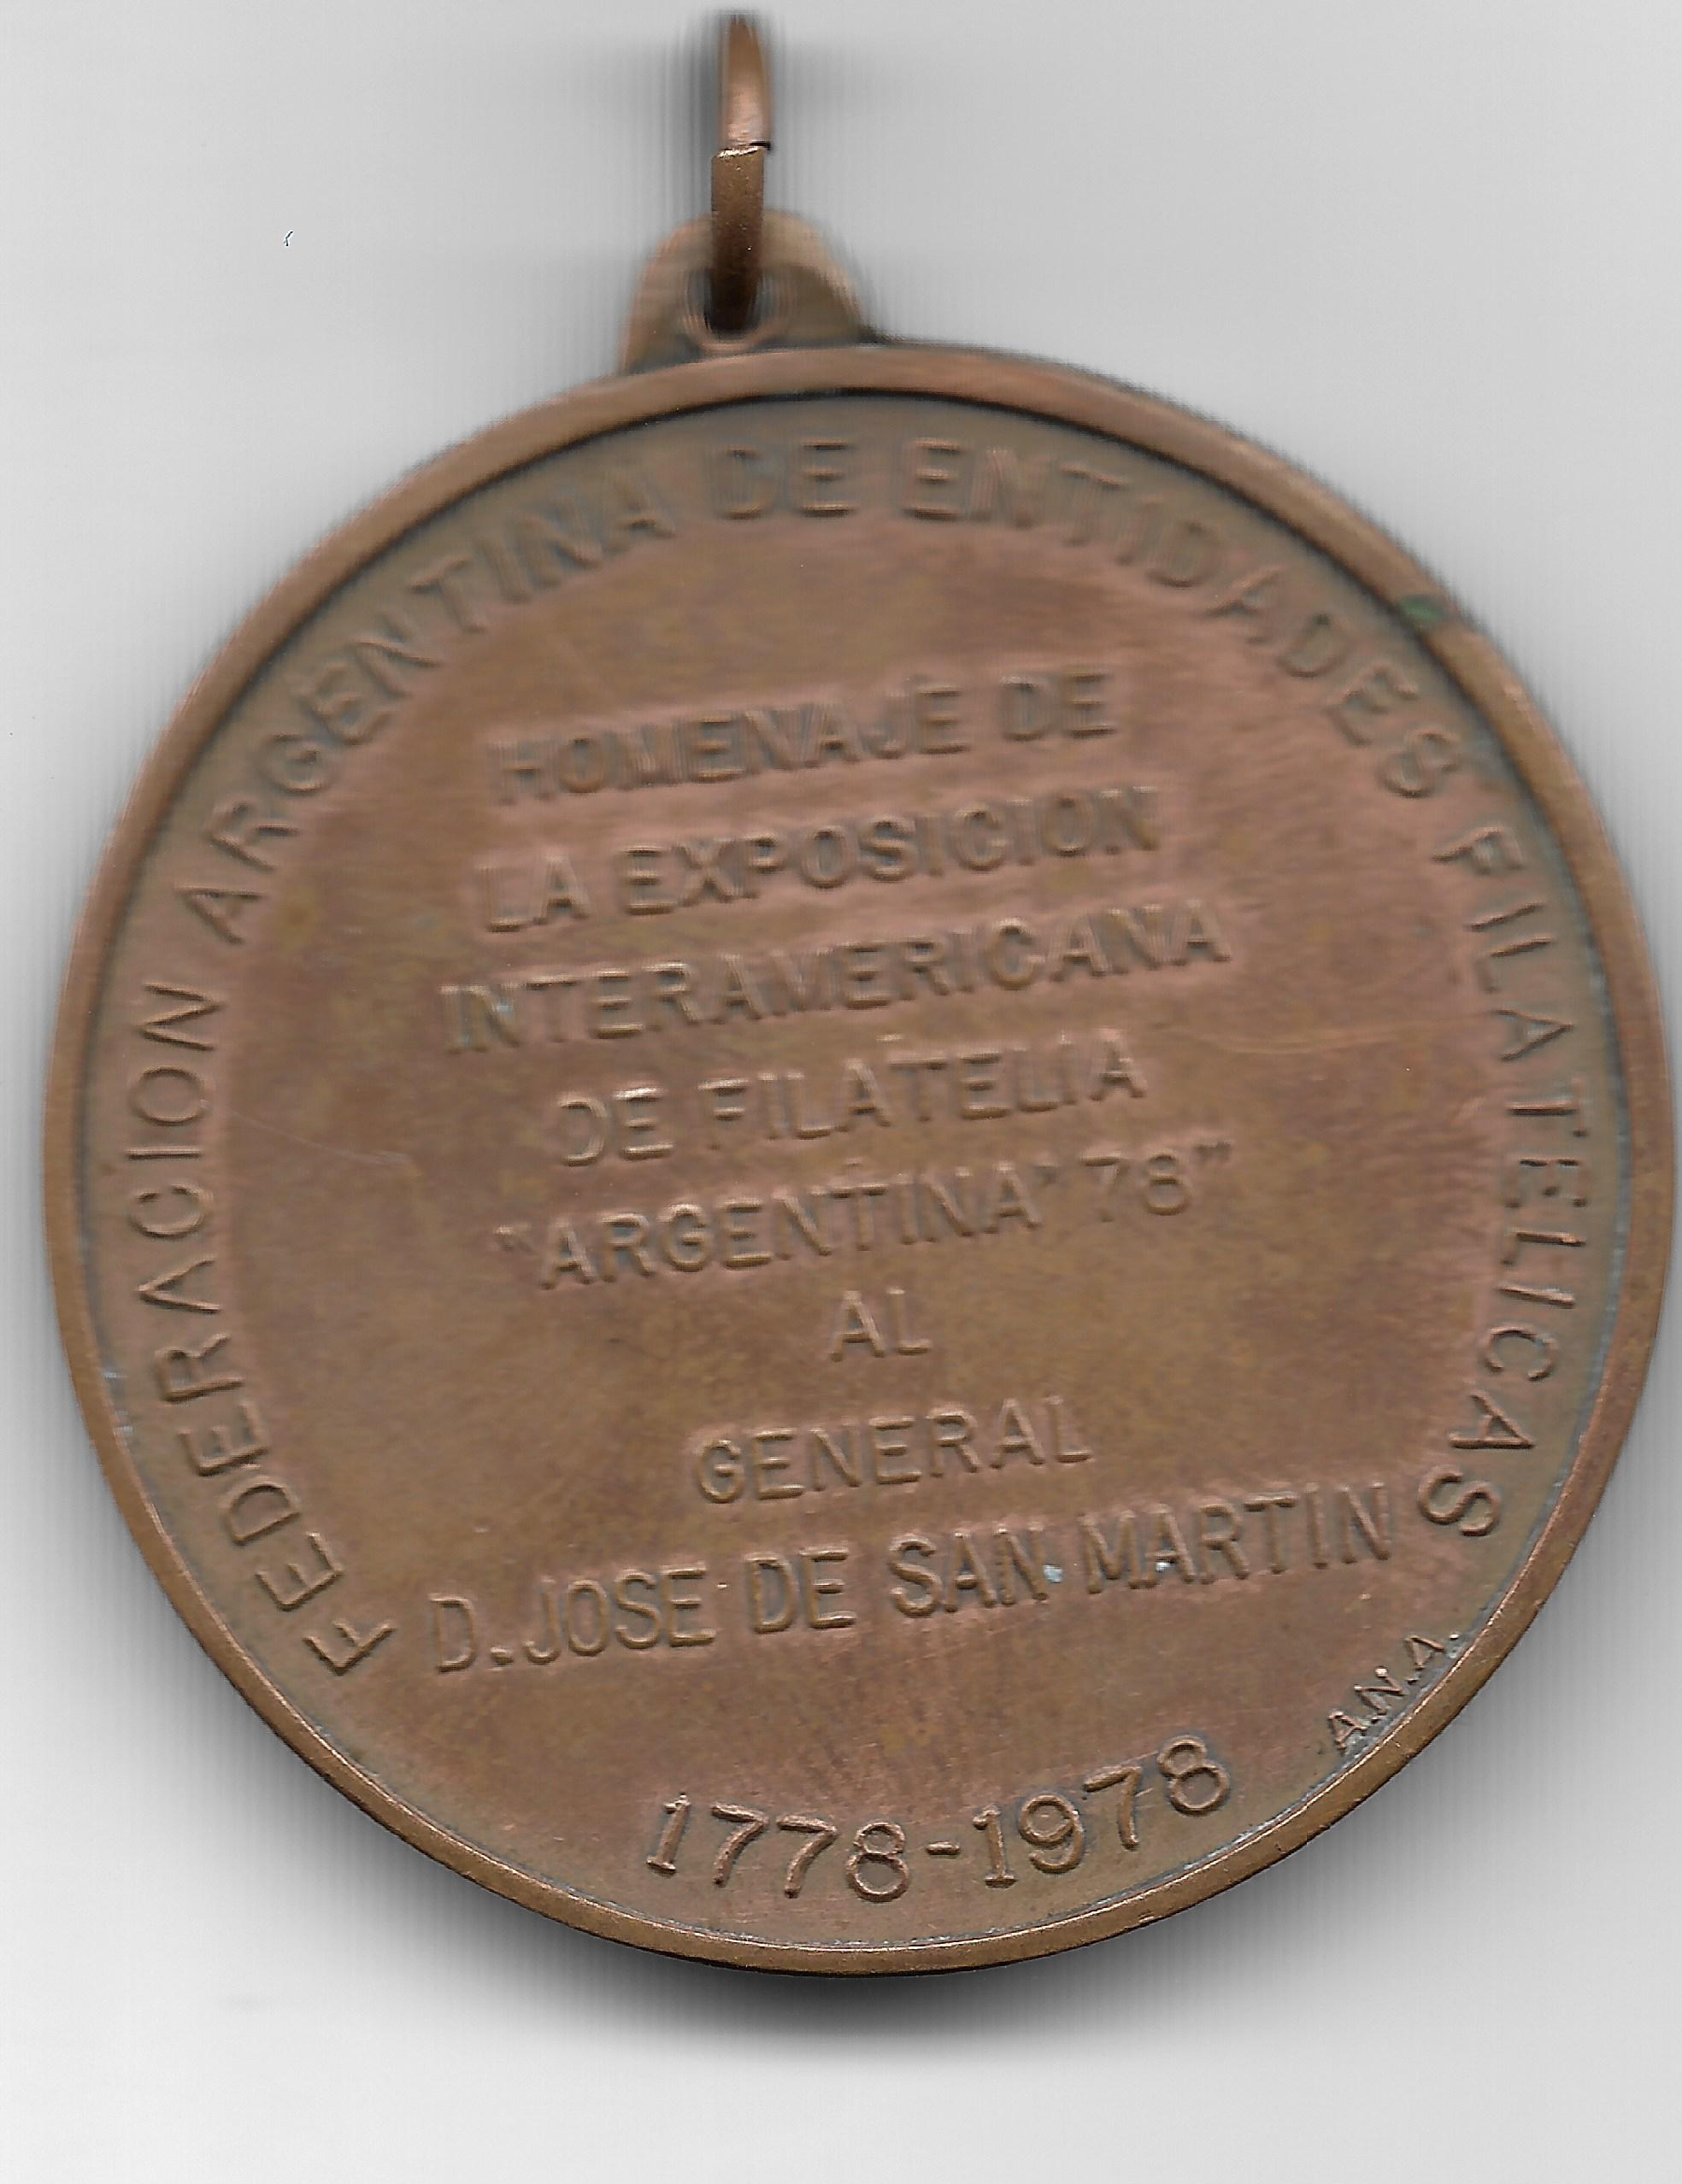 FEDERACION ARGENTINA DE ENTIDADES FILATELICAS
HOMENAJE DE
LA EXPOSICION
INTERAMERICANA
DE FILATELIA
"ARGENTINA' 78"
AL
GENERAL
D. JOSE DE SAN MARTIN
A.N.A.
1778-1978